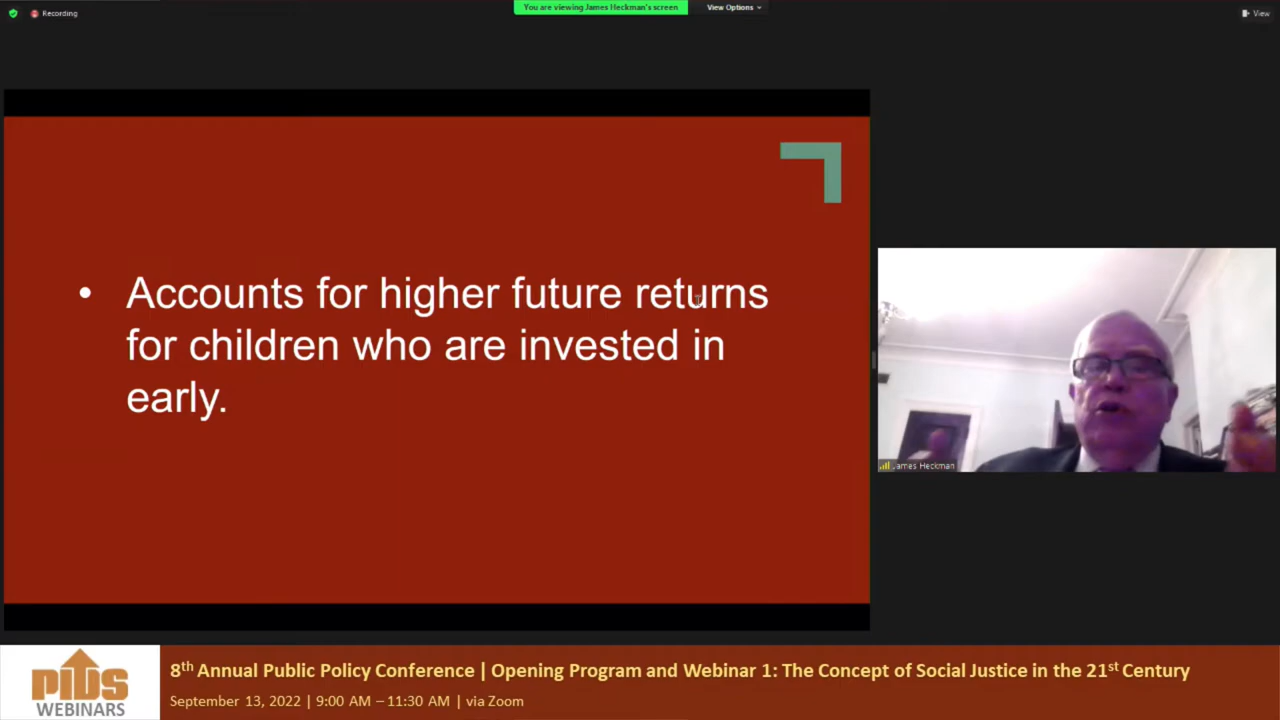 Recording
You are viewing James Heckman's screen
View Options
View
• Accounts for higher future returns
for children who are invested in
early.
James Heckman
PIDS
WEBINARS
8th Annual Public Policy Conference | Opening Program and Webinar 1: The Concept of Social Justice in the 21st Century
September 13, 2022 | 9:00 AM – 11:30 AM | via Zoom